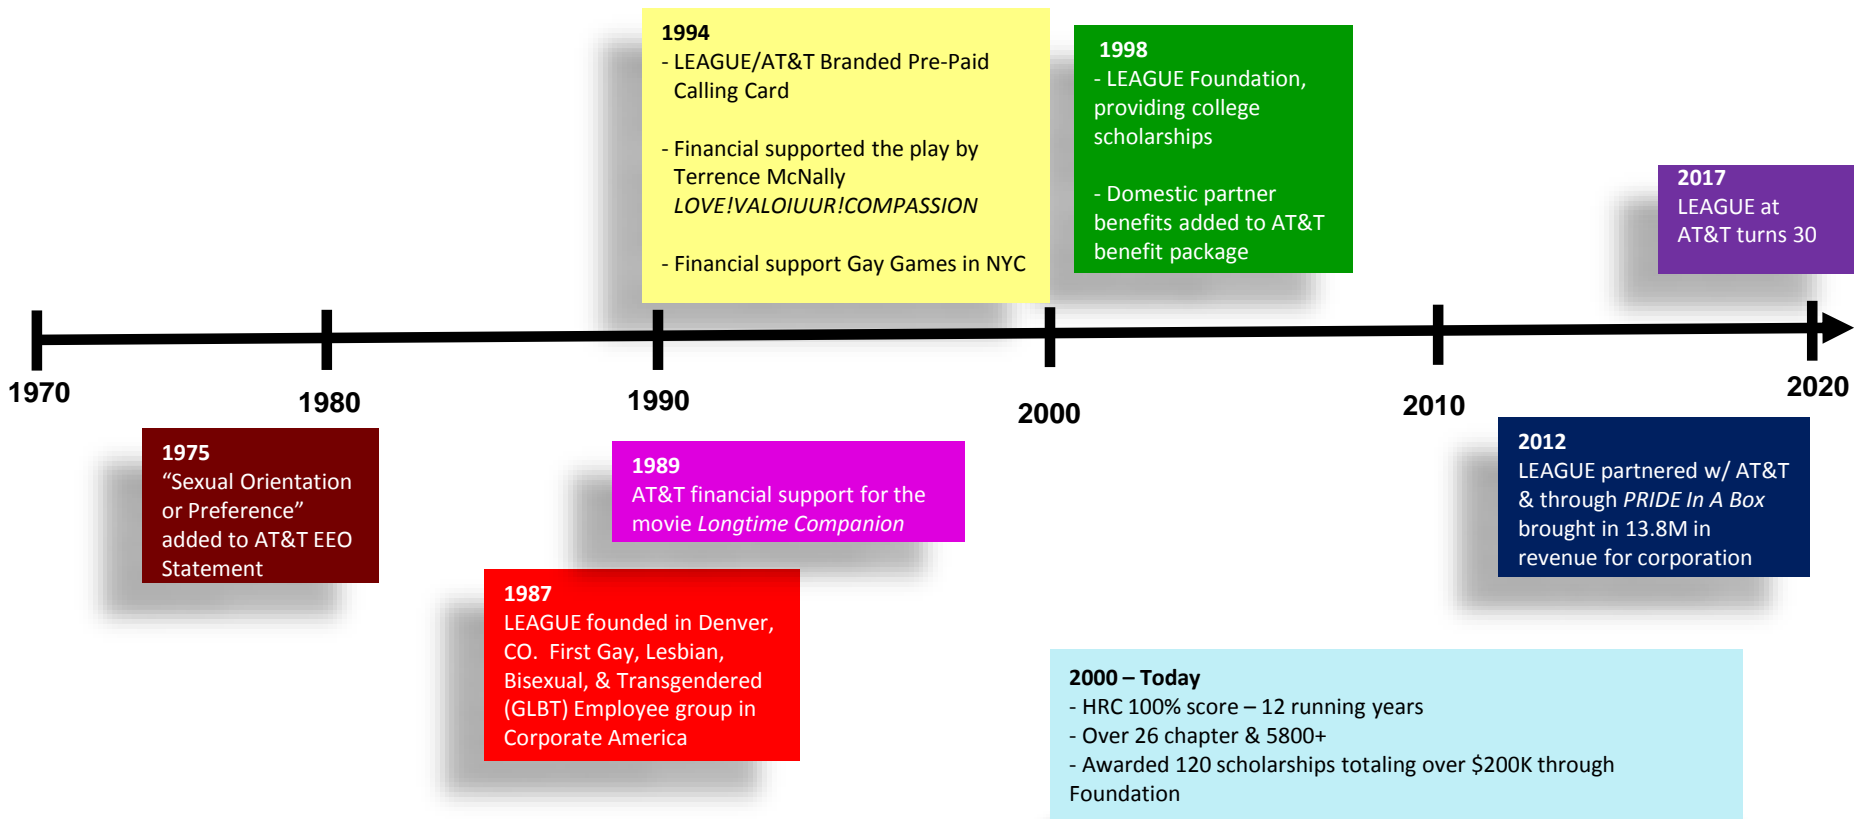 1994
- LEAGUE/AT&T Branded Pre-Paid
Calling Card
- Financial supported the play by
Terrence McNally
LOVE!VALOIUUR!COMPASSION
- Financial support Gay Games in NYC
1998
- LEAGUE Foundation,
providing college
scholarships
- Domestic partner
benefits added to AT&T
benefit package
2017
LEAGUE at
AT&T turns 30
1970
1980
1990
2000
2010
2020
1975
“Sexual Orientation
or Preference”
added to AT&T EEO
Statement
1989
AT&T financial support for the
movie Longtime Companion
1987
LEAGUE founded in Denver,
CO.  First Gay, Lesbian,
Bisexual, & Transgendered
(GLBT) Employee group in
Corporate America
2012
LEAGUE partnered w/ AT&T
& through PRIDE In A Box
brought in 13.8M in
revenue for corporation
2000 – Today
- HRC 100% score – 12 running years
- Over 26 chapter & 5800+
- Awarded 120 scholarships totaling over $200K through
Foundation